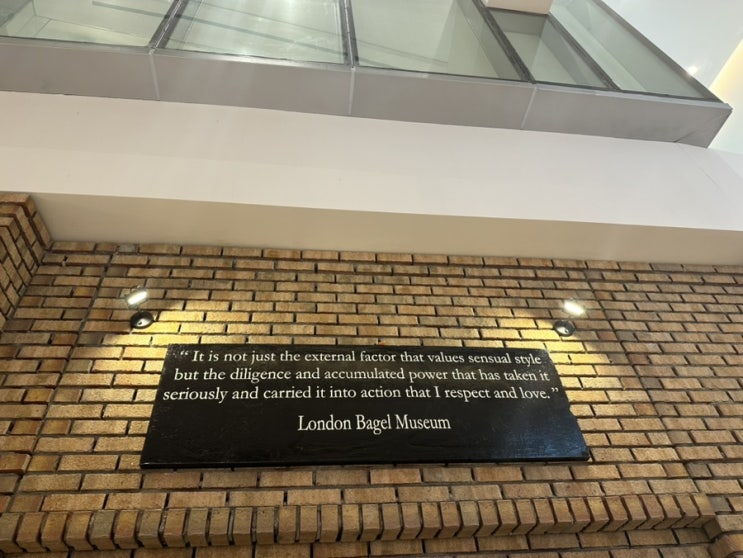 “ It is not just the external factor that values sensual style
but the diligence and accumulated power that has taken it
seriously and carried it into action that I respect and love. ”
London Bagel Museum